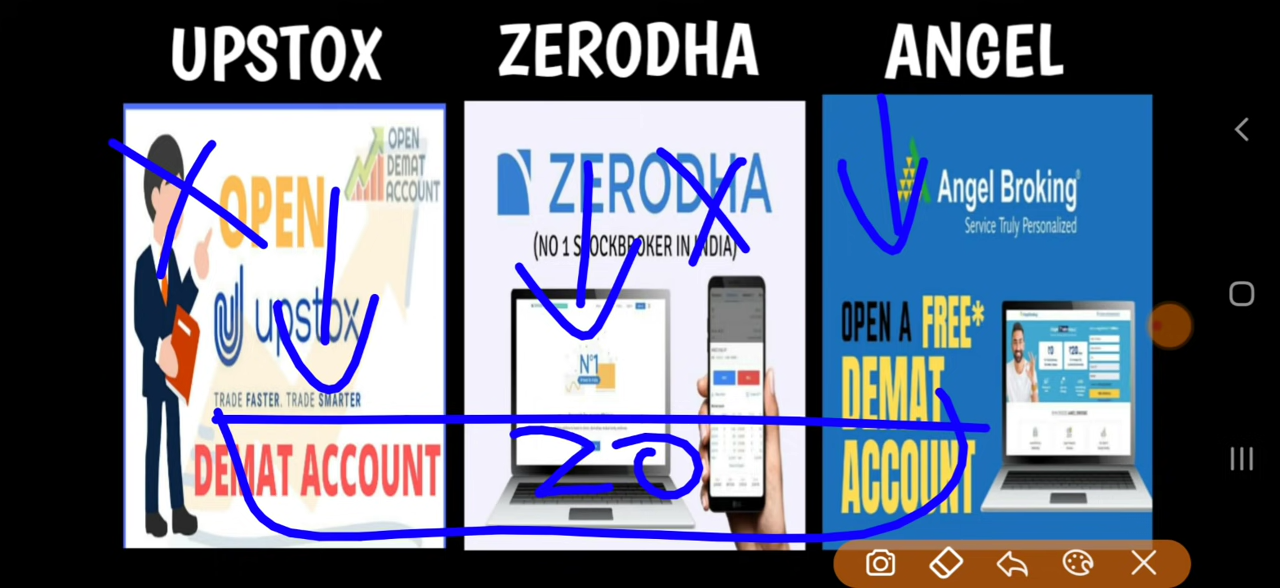 UPSTOX
ZERODHA
ANGEL
OPEN
DEMAT
ACCOUNT
OPEN
upstox
TRADE FASTER. TRADE SMARTER
DEMAT ACCOUNT
ZERODHA
(NO 1 STOCKBROKER IN INDIA)
N°1
20
Angel Broking
Service Truly Personalized
OPEN A FREE*
DEMAT
ACCOUNT